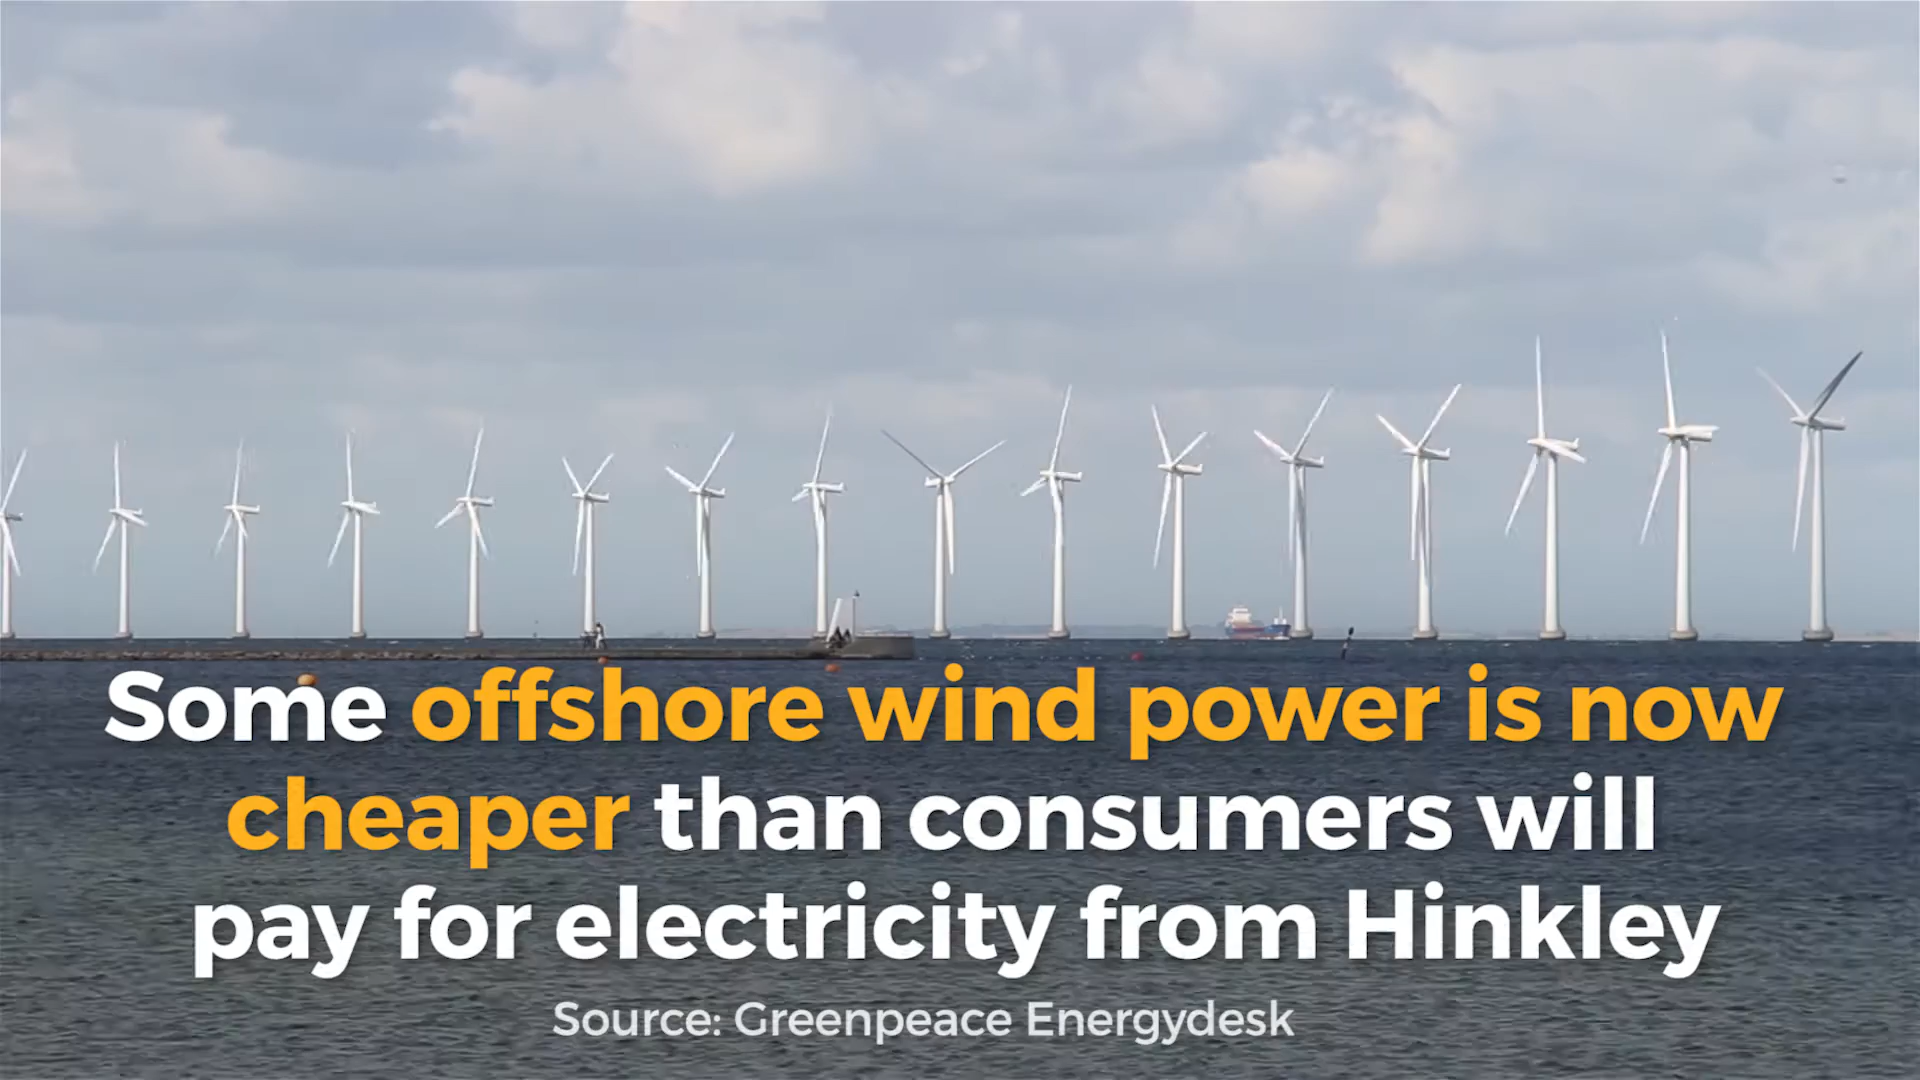 Some offshore wind power is now
cheaper than consumers will
pay for electricity from Hinkley
Source: Greenpeace Energydesk